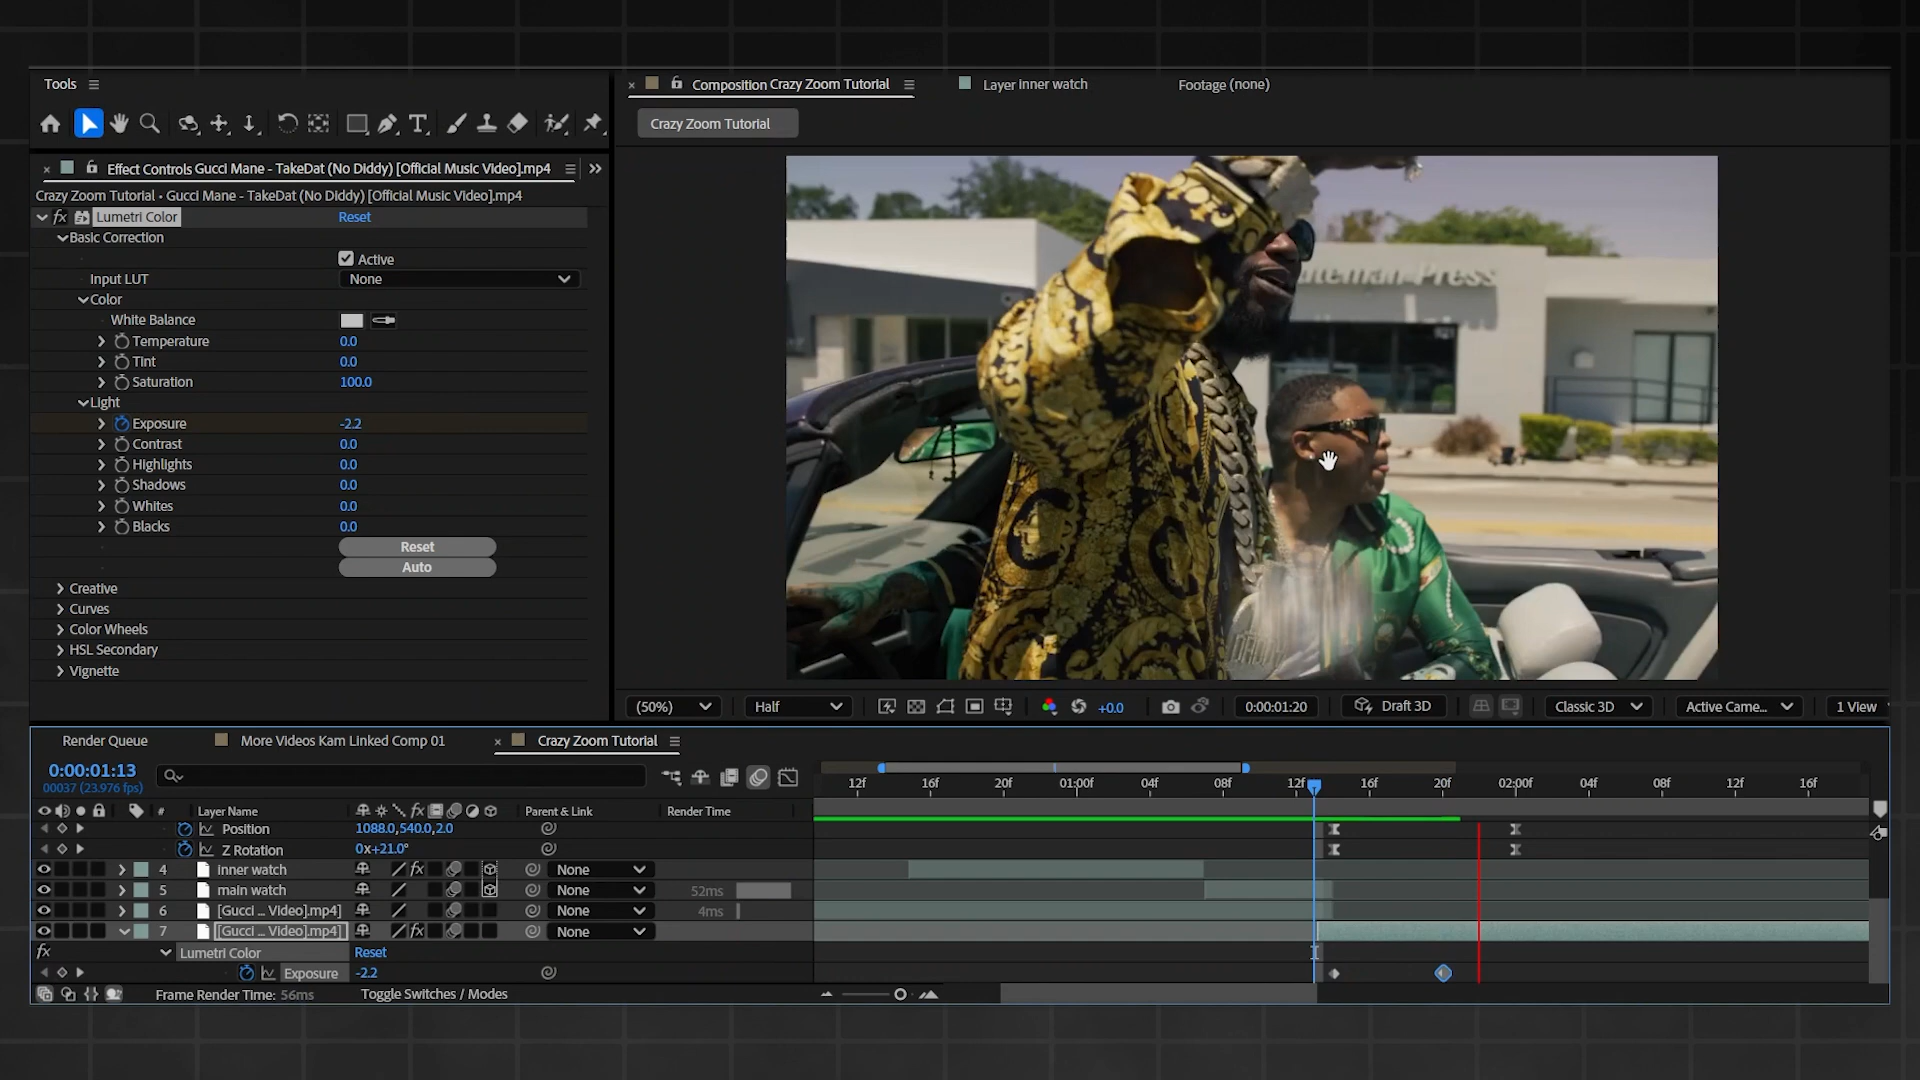 Tools
Composition Crazy Zoom Tutorial
Layer inner watch
Footage (none)
Crazy Zoom Tutorial
Effect Controls Gucci Mane - TakeDat (No Diddy) [Official Music Video].mp4
Crazy Zoom Tutorial • Gucci Mane - TakeDat (No Diddy) [Official Music Video].mp4
fx Lumetri Color Reset
Basic Correction
Active
Input LUT None
Color
White Balance
Temperature 0.0
Tint 0.0
Saturation 100.0
Light
Exposure -2.2
Contrast 0.0
Highlights 0.0
Shadows 0.0
Whites 0.0
Blacks 0.0
Reset
Auto
Creative
Curves
Color Wheels
HSL Secondary
Vignette
ateman Press
(50%) Half +0.0 0:00:01:20 Draft 3D Classic 3D Active Came... 1 View
Render Queue
More Videos Kam Linked Comp 01
Crazy Zoom Tutorial
0:00:01:13
00037 (23.976 fps)
12f 16f 20f 01:00f 04f 08f 12f 16f 20f 02:00f 04f 08f 12f 16f
# Layer Name fx Parent & Link Render Time
Position 1088.0,540.0,2.0
Z Rotation 0x+21.0°
4 inner watch fx None
5 main watch None 52ms
6 [Gucci ... Video].mp4] None 4ms
7 [Gucci ... Video].mp4] fx None
fx Lumetri Color Reset
Exposure -2.2
Frame Render Time: 56ms Toggle Switches / Modes